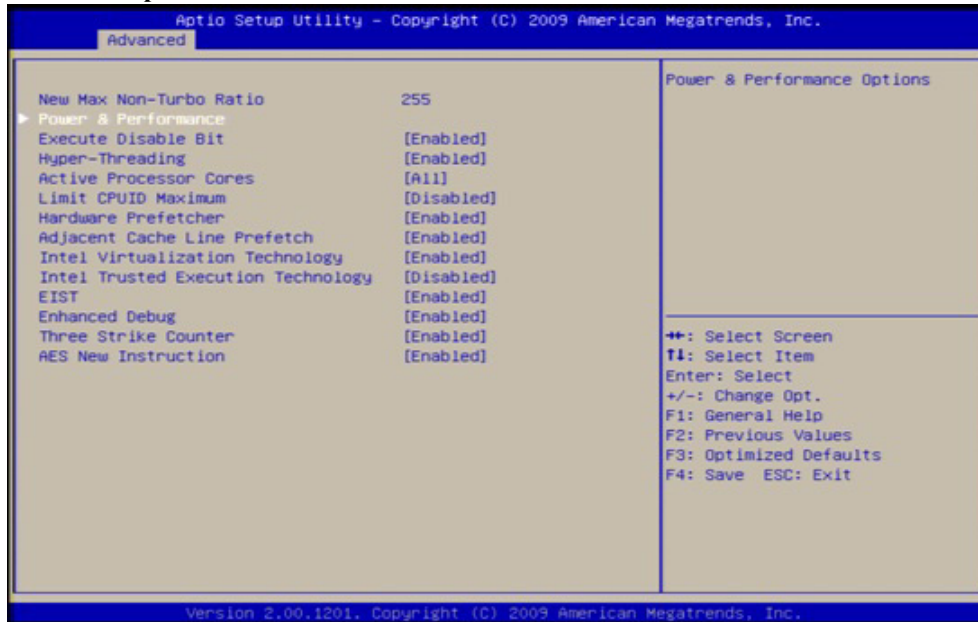 Aptio Setup Utility – Copyright (C) 2009 American Megatrends, Inc.
Advanced
New Max Non-Turbo Ratio 255
Power & Performance
Execute Disable Bit [Enabled]
Hyper-Threading [Enabled]
Active Processor Cores [All]
Limit CPUID Maximum [Disabled]
Hardware Prefetcher [Enabled]
Adjacent Cache Line Prefetch [Enabled]
Intel Virtualization Technology [Enabled]
Intel Trusted Execution Technology [Disabled]
EIST [Enabled]
Enhanced Debug [Enabled]
Three Strike Counter [Enabled]
AES New Instruction [Enabled]
Power & Performance Options
→←: Select Screen
↑↓: Select Item
Enter: Select
+/-: Change Opt.
F1: General Help
F2: Previous Values
F3: Optimized Defaults
F4: Save ESC: Exit
Version 2.00.1201. Copyright (C) 2009 American Megatrends, Inc.